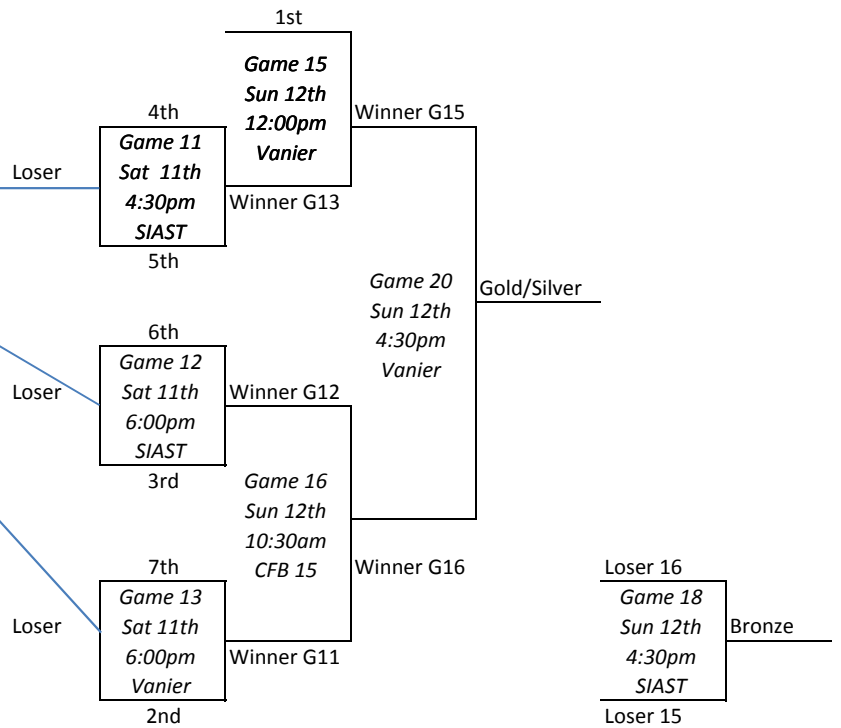 1st
Game 15
Sun 12th
12:00pm
Vanier
4th
Game 11
Sat 11th
4:30pm
SIAST
5th
Loser
Winner G13
Winner G15
Game 20
Sun 12th
4:30pm
Vanier
Gold/Silver
6th
Game 12
Sat 11th
6:00pm
SIAST
3rd
Loser
Winner G12
Game 16
Sun 12th
10:30am
CFB 15
Winner G16
7th
Game 13
Sat 11th
6:00pm
Vanier
2nd
Loser
Winner G11
Loser 16
Game 18
Sun 12th
4:30pm
SIAST
Loser 15
Bronze